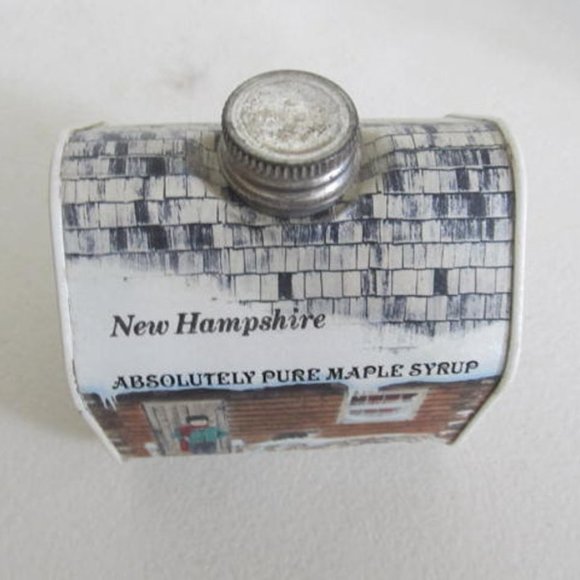 New Hampshire
ABSOLUTELY PURE MAPLE SYRUP